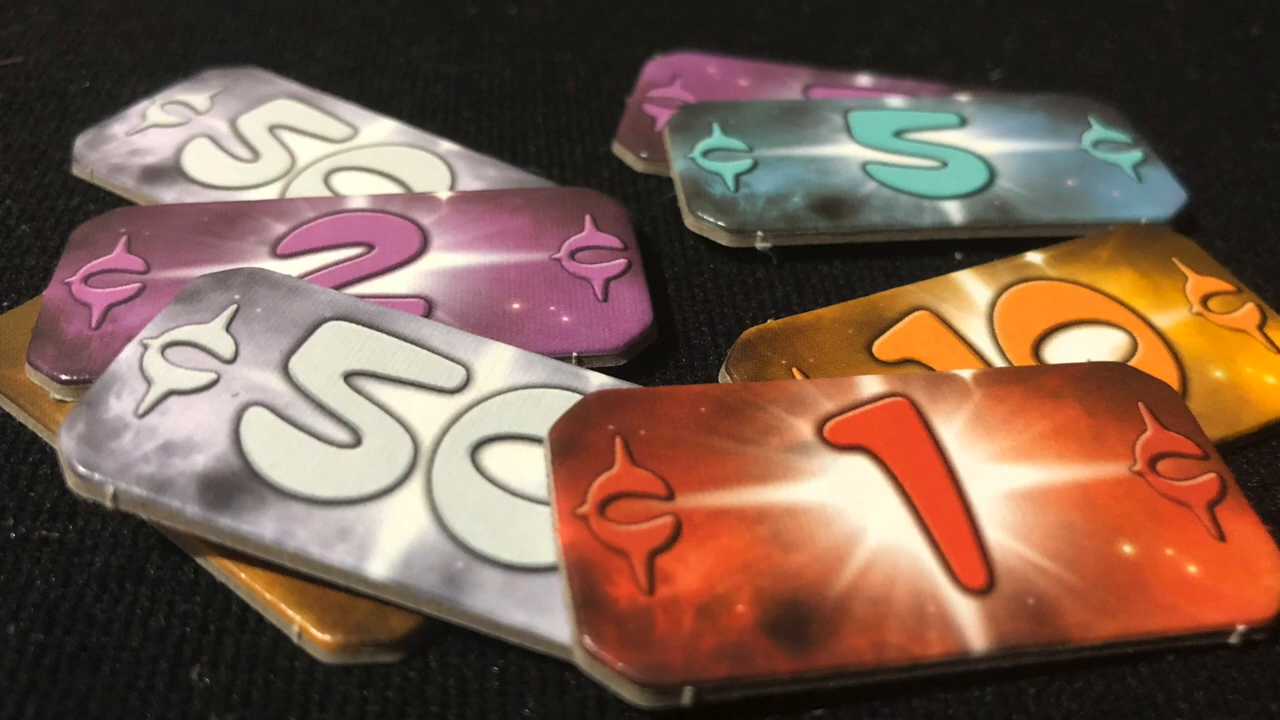 ¢ 50
¢ 5 ¢
¢ 2 ¢
10 ¢
¢ 50
¢ 1 ¢